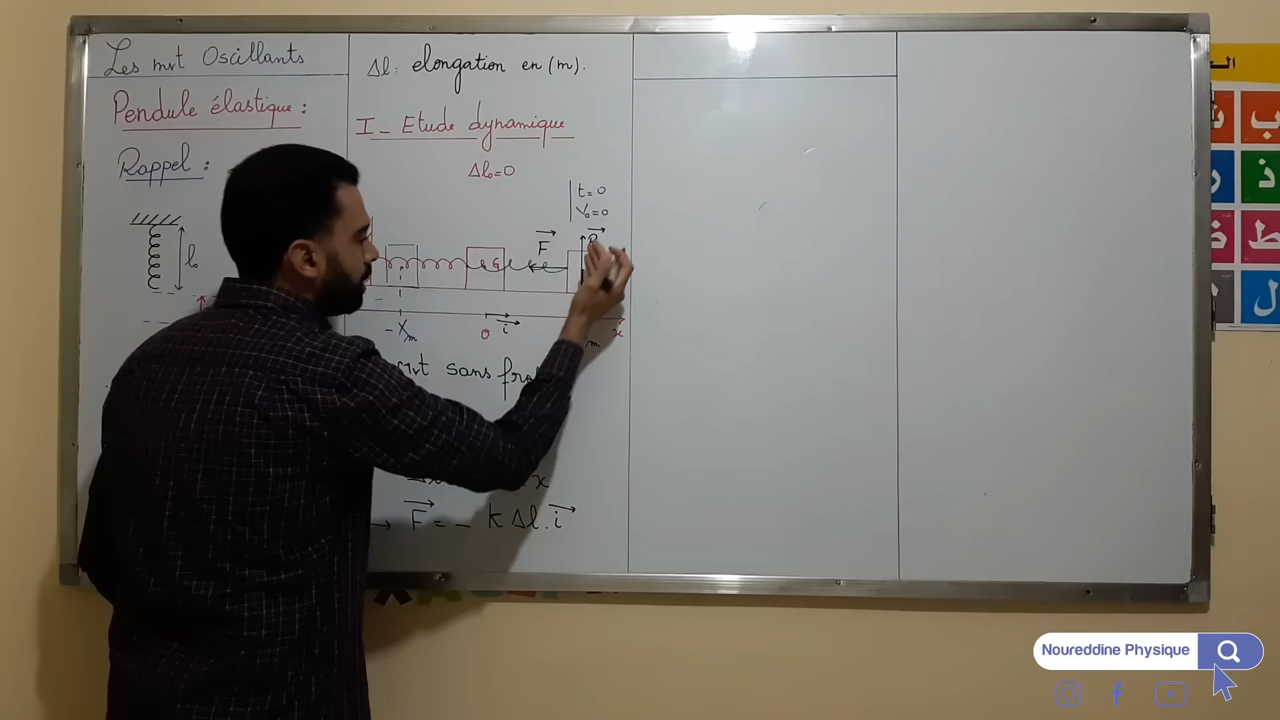 Les mvt Oscillants
Pendule élastique :
Rappel :
l₀
Δl : elongation en (m).
I - Etude dynamique
Δl₀=0
t=0
V₀=0
F
R
G
-Xm
0
i
m
x
mvt sans
x
→ F = - k Δl . i
ب
ذ
ر
ط
ض
ل
Noureddine Physique